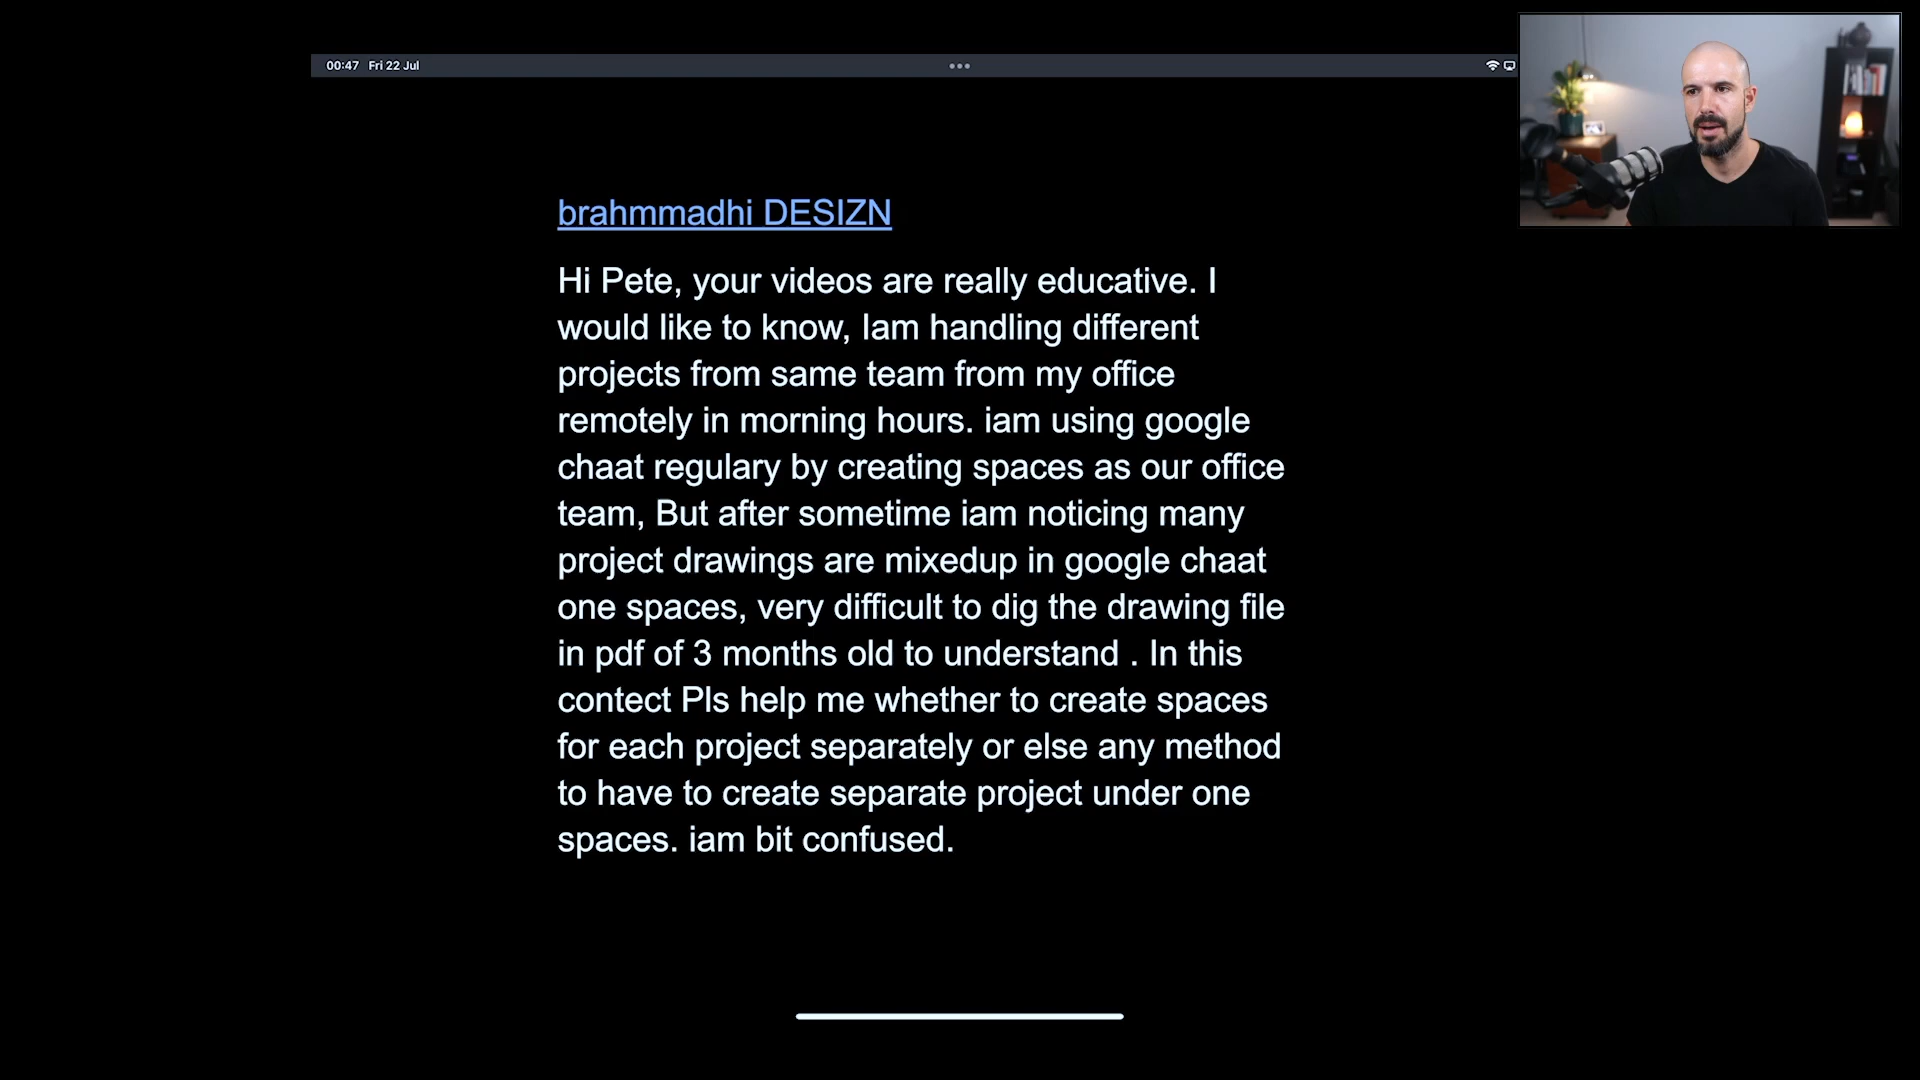 00:47 Fri 22 Jul
brahmmadhi DESIZN
Hi Pete, your videos are really educative. I
would like to know, Iam handling different
projects from same team from my office
remotely in morning hours. iam using google
chaat regulary by creating spaces as our office
team, But after sometime iam noticing many
project drawings are mixedup in google chaat
one spaces, very difficult to dig the drawing file
in pdf of 3 months old to understand . In this
contect Pls help me whether to create spaces
for each project separately or else any method
to have to create separate project under one
spaces. iam bit confused.